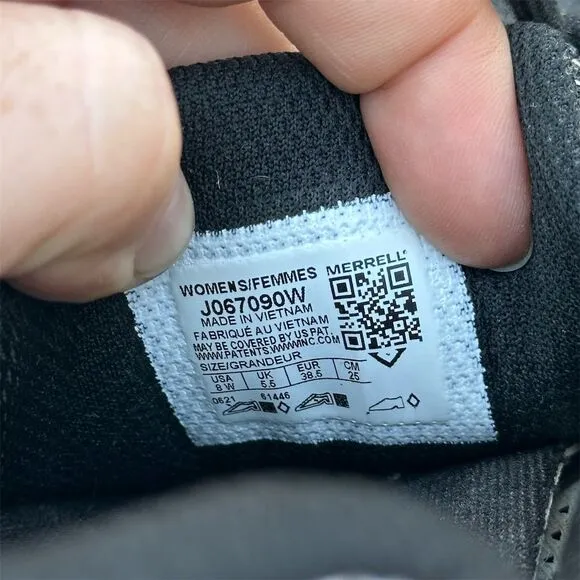 WOMENS/FEMMES
MERRELL
J067090W
MADE IN VIETNAM
FABRIQUÉ AU VIETNAM
MAY BE COVERED BY US PAT.
WWW.PATENTS.WWWINC.COM
SIZE/GRANDEUR
USA UK EUR CM
8 W 5.5 38.5 25
0621 61446